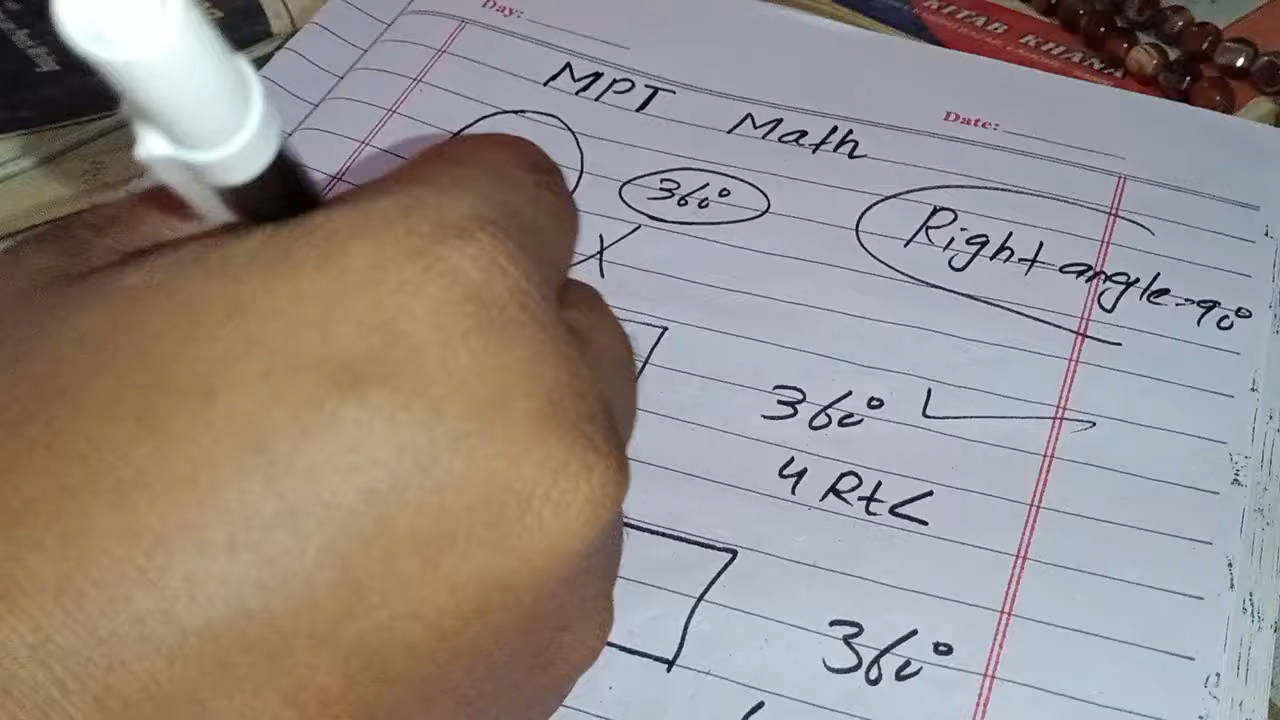 Day:
KITAB KHANA
MPT Math
Date:
360°
Right angle = 90°
X
360°
4 Rt<
360°